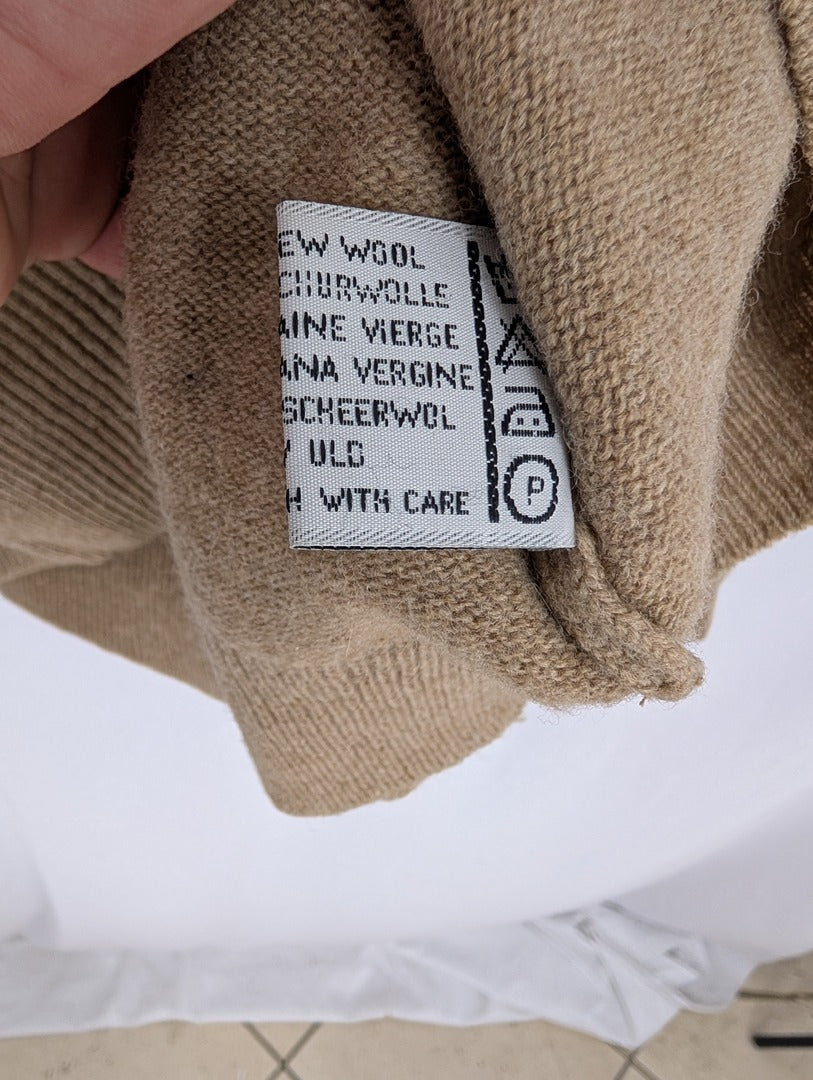 EW WOOL
CHURWOLLE
AINE VIERGE
ANA VERGINE
SCHEERWOL
Y ULD
H WITH CARE
P